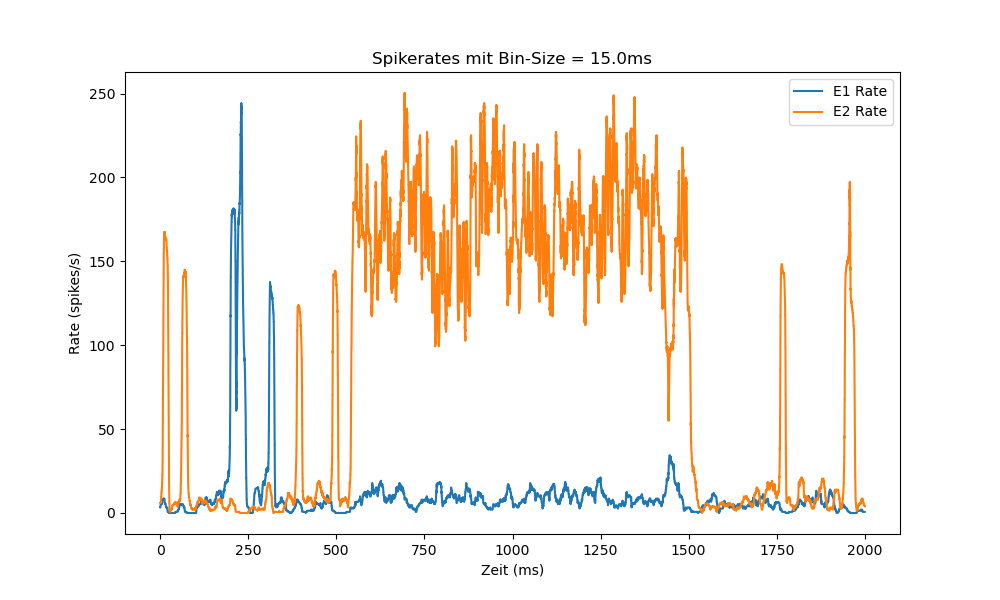 Spikerates mit Bin-Size = 15.0ms
E1 Rate
E2 Rate
Rate (spikes/s)
250
200
150
100
50
0
0 250 500 750 1000 1250 1500 1750 2000
Zeit (ms)